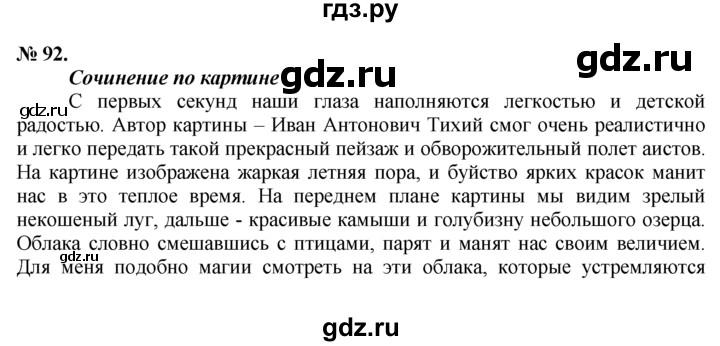 гдз.ру
№ 92.
gdz.ru
gdz.ru
Сочинение по картине
gdz.ru
С первых секунд наши глаза наполняются легкостью и детской
радостью. Автор картины – Иван Антонович Тихий смог очень реалистично
и легко передать такой прекрасный пейзаж и обворожительный полет аистов.
На картине изображена жаркая летняя пора, и буйство ярких красок манит
нас в это теплое время. На переднем плане картины мы видим зрелый
некошеный луг, дальше - красивые камыши и голубизну небольшого озерца.
Облака словно смешавшись с птицами, парят и манят нас своим величием.
Для меня подобно магии смотреть на эти облака, которые устремляются
gdz.ru
gdz.ru
gdz.ru